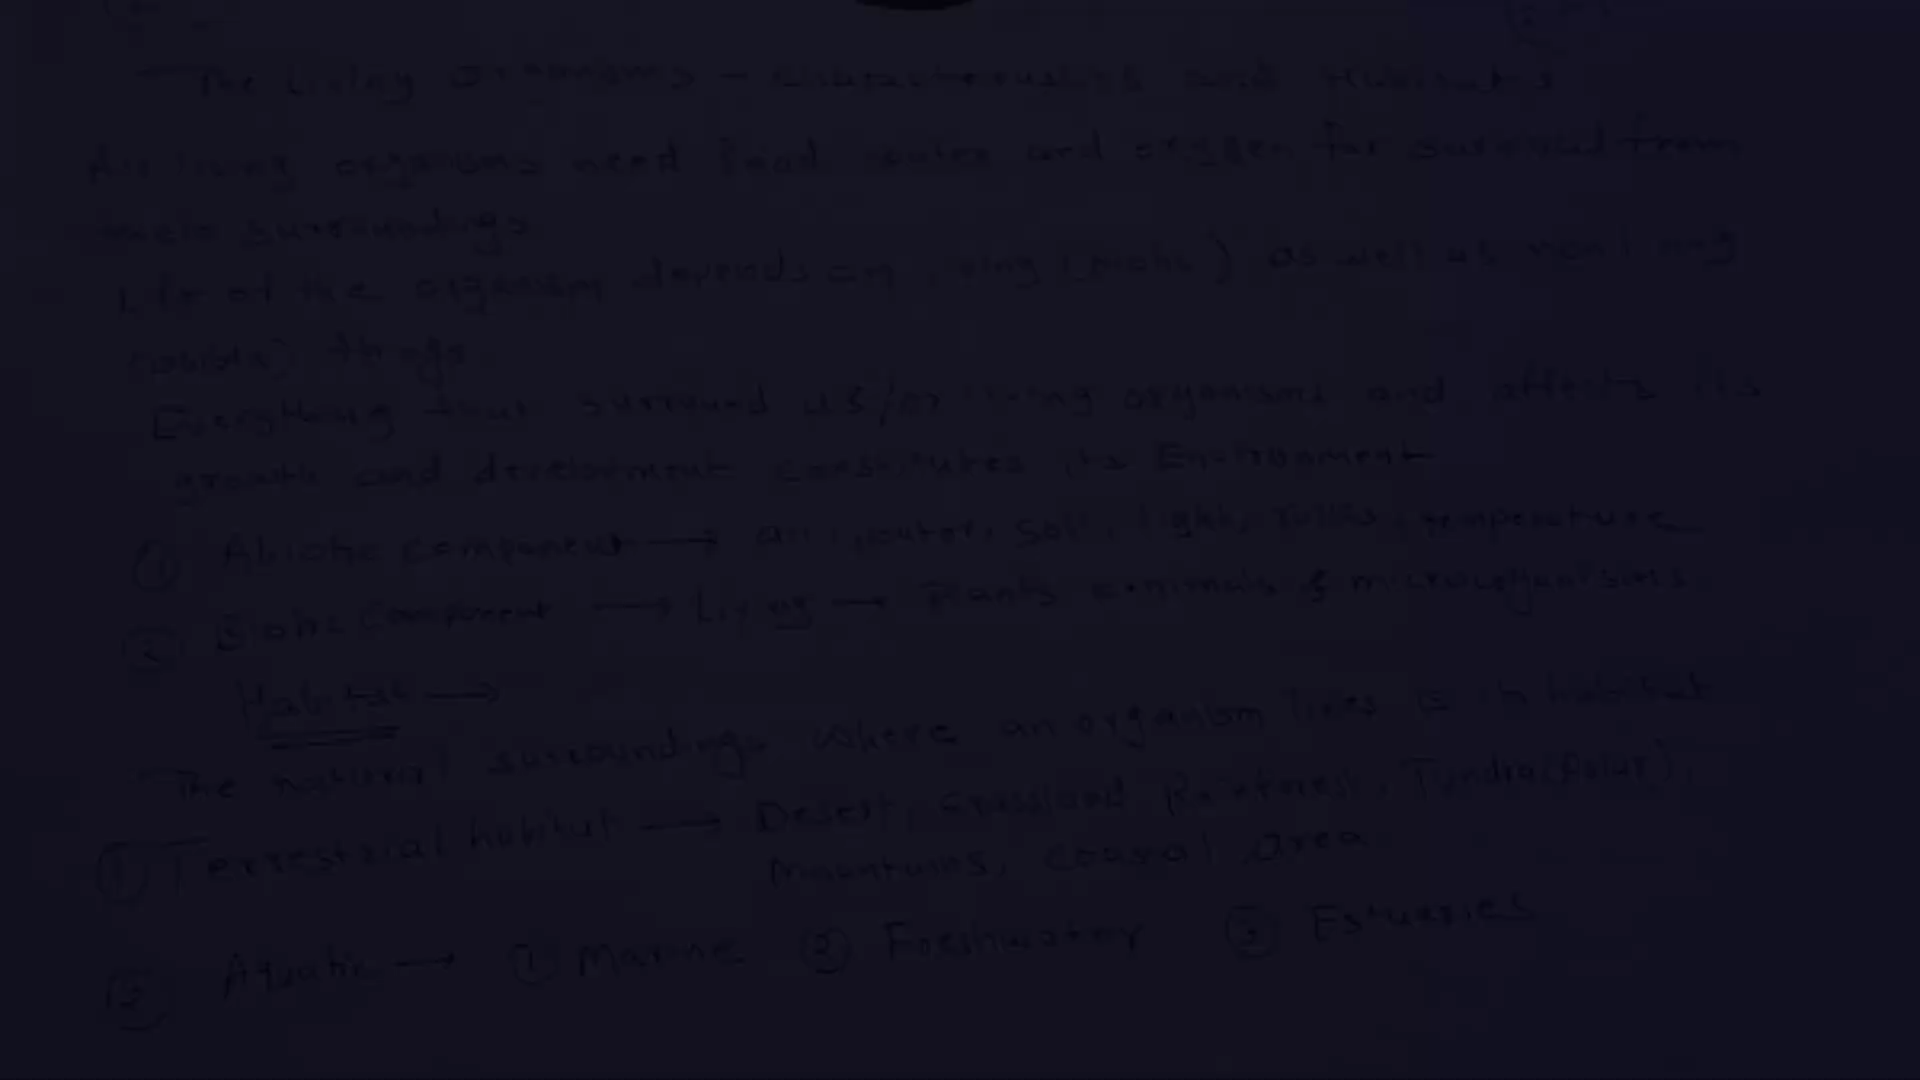 The Living Organisms - Characteristics and Habitats
All living organisms need food water and oxygen for survival from
their surroundings
Life of the organism depends on living (biotic) as well as non living
(abiotic) things
Everything that surround us/or living organisms and affects its
growth and development constitutes its Environment
① Abiotic component → air, water, soil, light, temperature
② Biotic component → Living → Plants animals & microorganisms
Habitat →
The natural surroundings where an organism lives is its habitat
① Terrestrial habitat → Desert, Grassland Rainforest, Tundra (Polar),
Mountains, coastal area
② Aquatic → ① Marine ② Freshwater ③ Estuaries